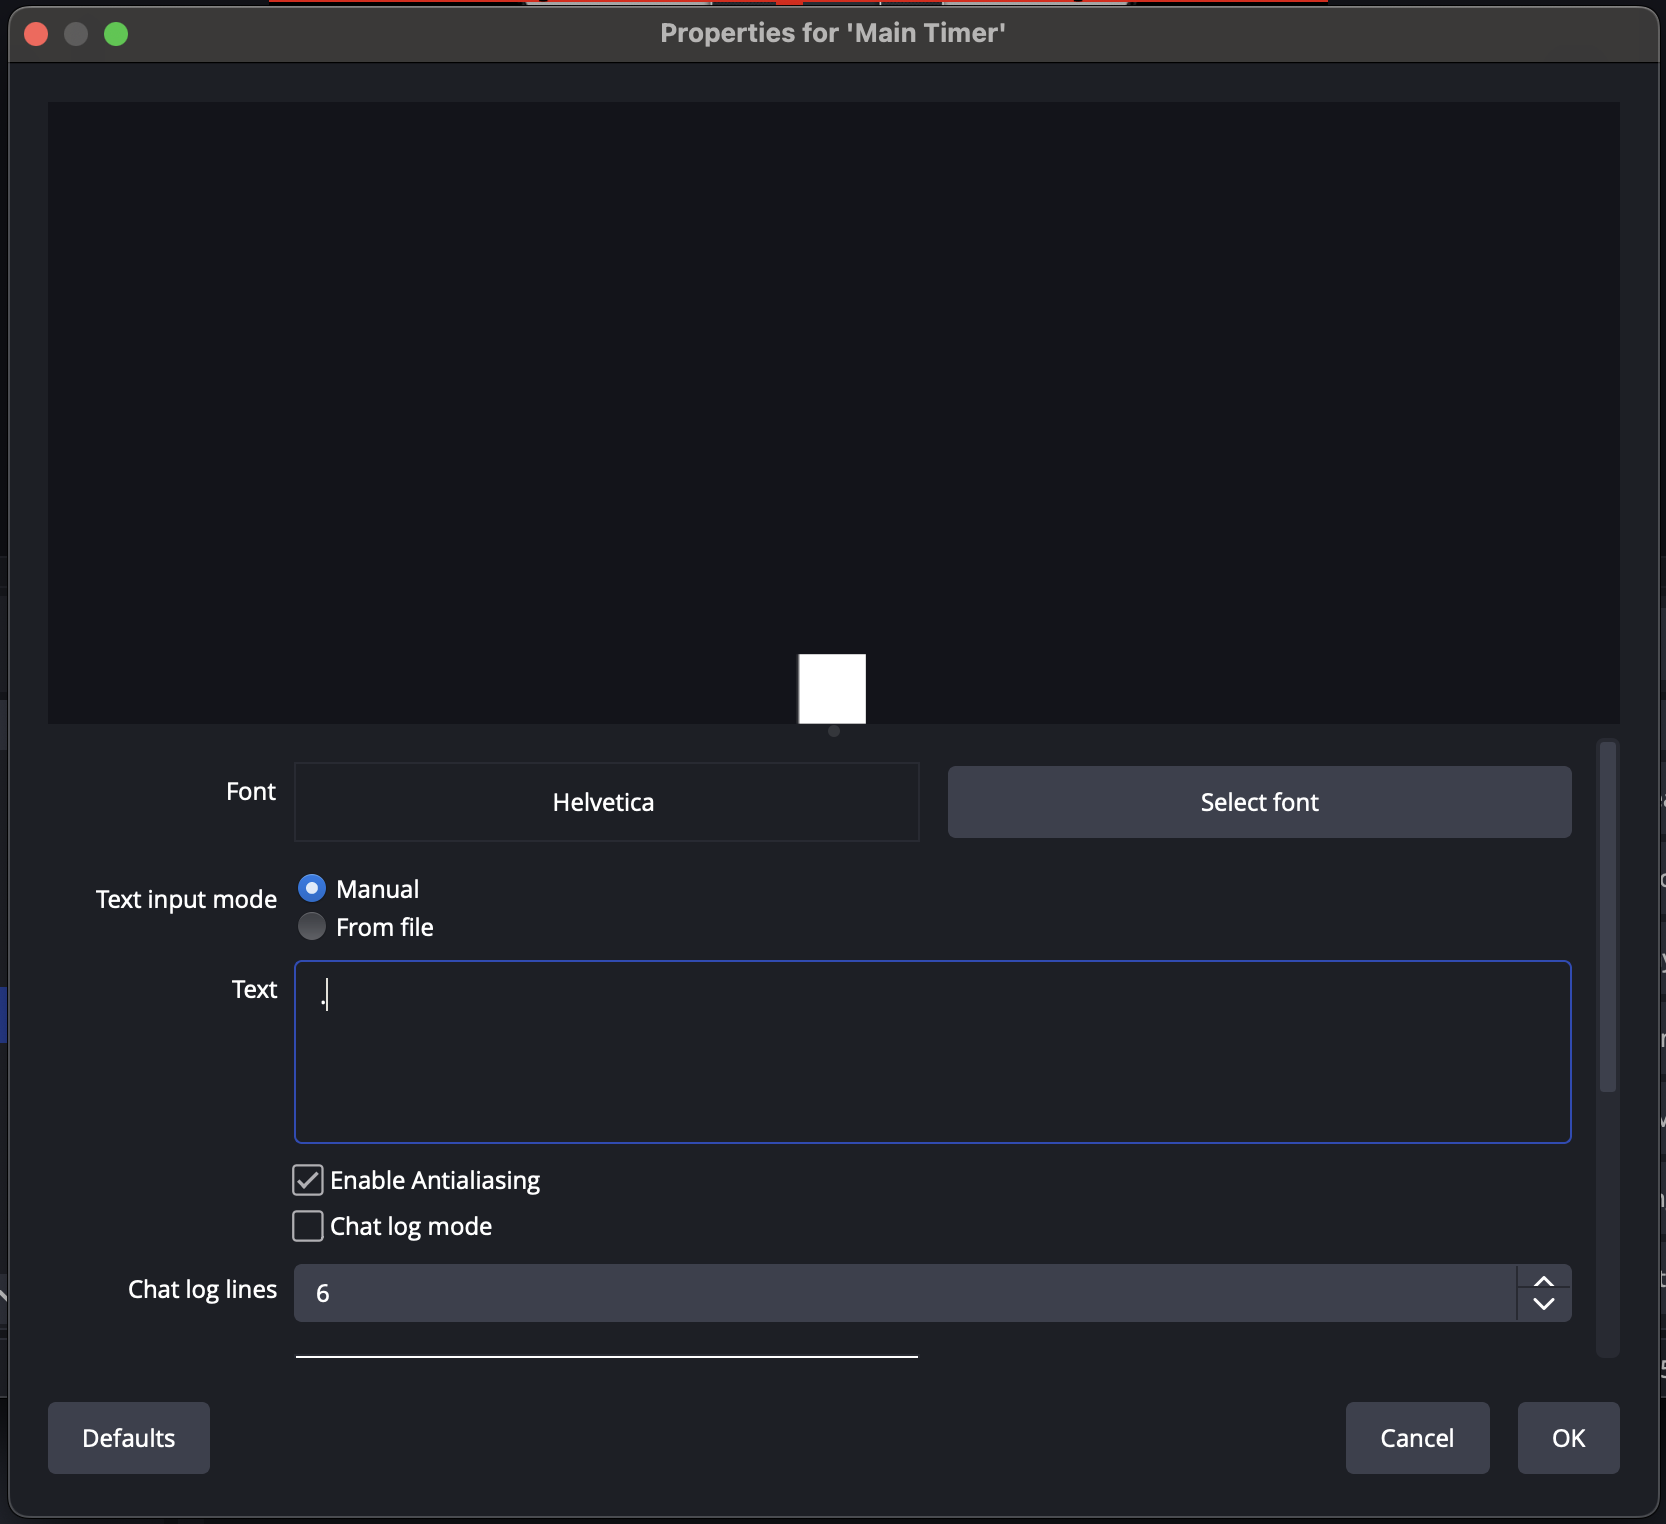 Properties for 'Main Timer'
Font
Helvetica
Select font
Text input mode
Manual
From file
Text
.
Enable Antialiasing
Chat log mode
Chat log lines
6
Defaults
Cancel
OK